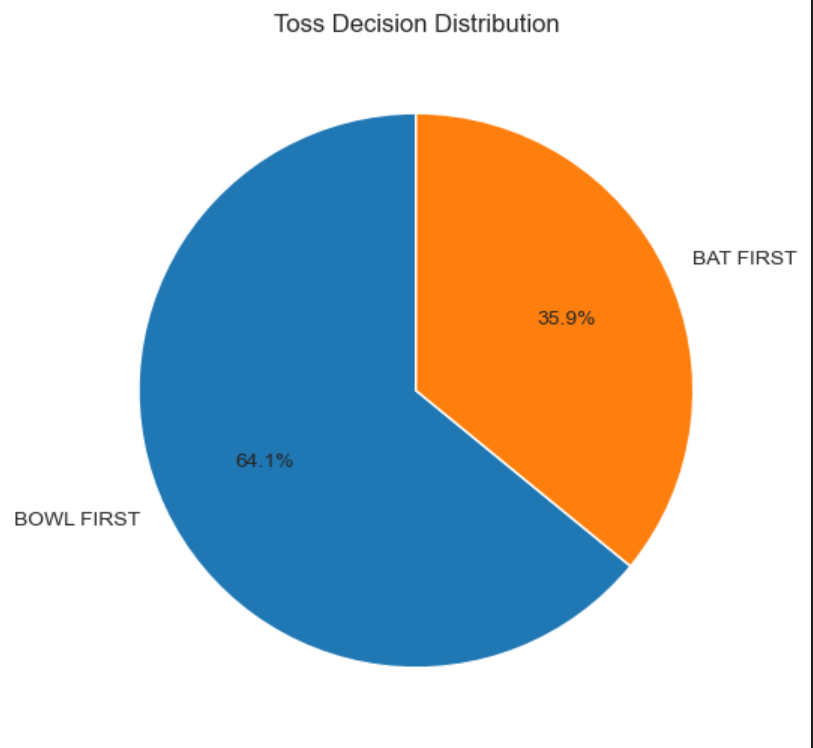 Toss Decision Distribution
BAT FIRST
35.9%
64.1%
BOWL FIRST